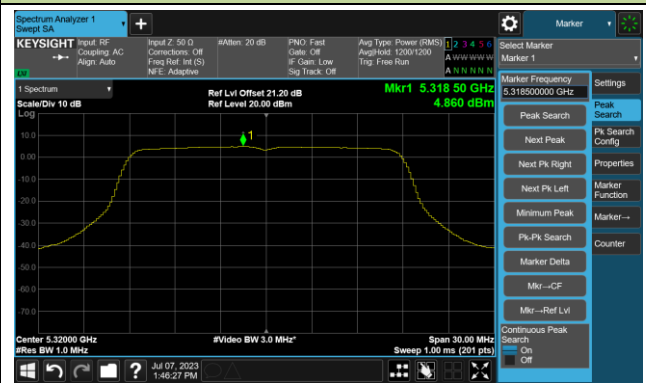 Spectrum Analyzer 1
Swept SA
KEYSIGHT
Input: RF
Coupling: AC
Align: Auto
Input Z: 50 Ω
Corrections: Off
Freq Ref: Int (S)
NFE: Adaptive
#Atten: 20 dB
PNO: Fast
Gate: Off
IF Gain: Low
Sig Track: Off
Avg Type: Power (RMS)
Avg|Hold: 1200/1200
Trig: Free Run
1 2 3 4 5 6
A W W W W W
A N N N N N
1 Spectrum
Scale/Div 10 dB
Ref Lvl Offset 21.20 dB
Ref Level 20.00 dBm
Mkr1 5.318 50 GHz
4.860 dBm
Log
10.0
0.00
-10.0
-20.0
-30.0
-40.0
-50.0
-60.0
-70.0
1
Center 5.32000 GHz
#Res BW 1.0 MHz
#Video BW 3.0 MHz*
Span 30.00 MHz
Sweep 1.00 ms (201 pts)
Jul 07, 2023
1:46:27 PM
Marker
Select Marker
Marker 1
Marker Frequency
5.318500000 GHz
Peak Search
Next Peak
Next Pk Right
Next Pk Left
Minimum Peak
Pk-Pk Search
Marker Delta
Mkr→CF
Mkr→Ref Lvl
Continuous Peak
Search
On
Off
Settings
Peak
Search
Pk Search
Config
Properties
Marker
Function
Marker→
Counter